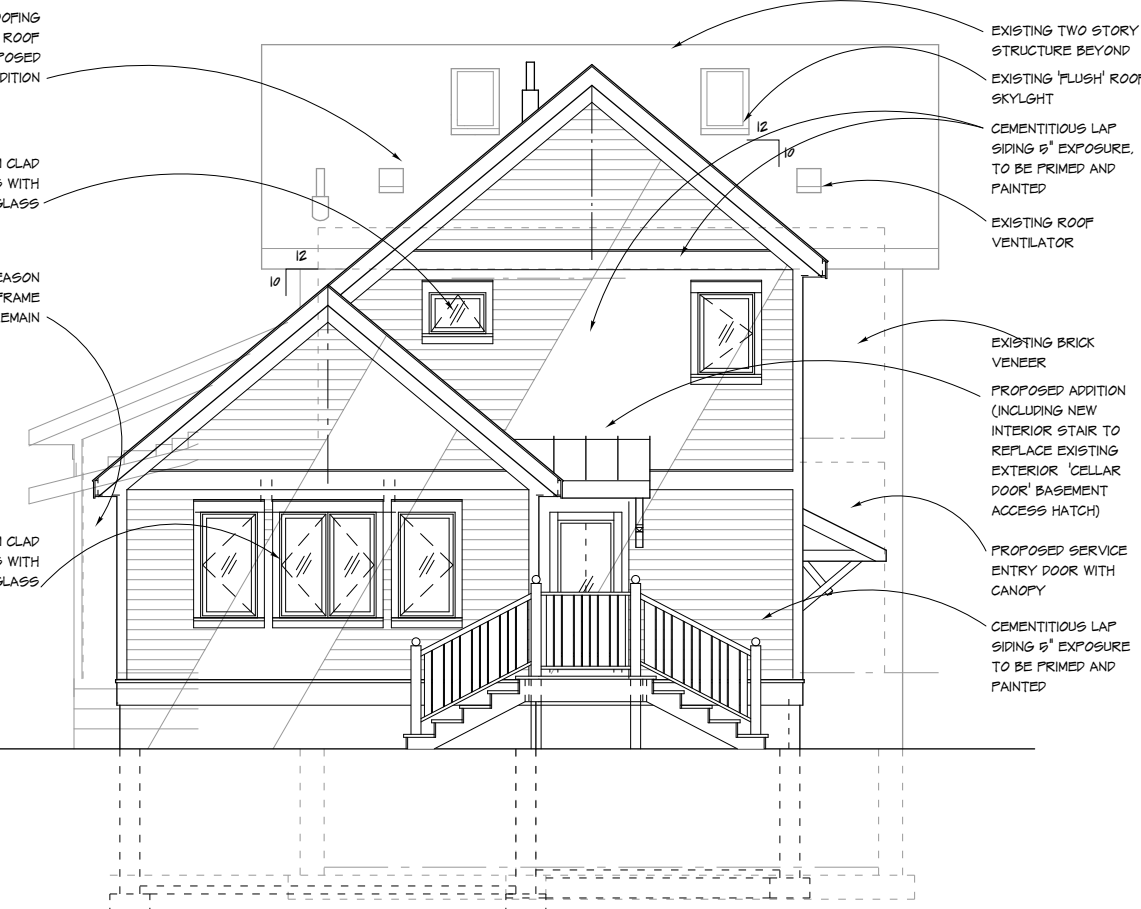 OFING
ROOF
POSED
DITION
CLAD
WITH
GLASS
EASON
FRAME
EMAIN
CLAD
WITH
GLASS
12
10
12
10
EXISTING TWO STORY
STRUCTURE BEYOND
EXISTING 'FLUSH' ROOF
SKYLGHT
CEMENTITIOUS LAP
SIDING 5" EXPOSURE,
TO BE PRIMED AND
PAINTED
EXISTING ROOF
VENTILATOR
EXISTING BRICK
VENEER
PROPOSED ADDITION
(INCLUDING NEW
INTERIOR STAIR TO
REPLACE EXISTING
EXTERIOR 'CELLAR
DOOR' BASEMENT
ACCESS HATCH)
PROPOSED SERVICE
ENTRY DOOR WITH
CANOPY
CEMENTITIOUS LAP
SIDING 5" EXPOSURE
TO BE PRIMED AND
PAINTED